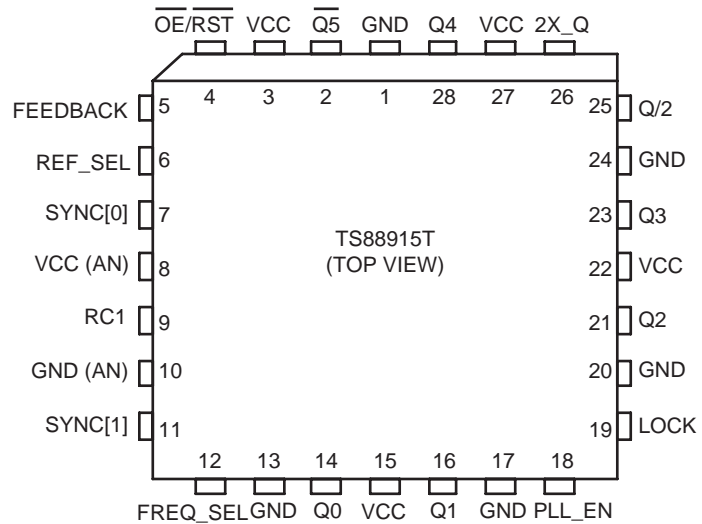 O̅E̅/R̅S̅T̅ VCC Q̅5̅ GND Q4 VCC 2X_Q
4 3 2 1 28 27 26
FEEDBACK 5 25 Q/2
REF_SEL 6 24 GND
SYNC[0] 7 23 Q3
TS88915T
(TOP VIEW)
VCC (AN) 8 22 VCC
RC1 9 21 Q2
GND (AN) 10 20 GND
SYNC[1] 11 19 LOCK
12 13 14 15 16 17 18
FREQ_SEL GND Q0 VCC Q1 GND PLL_EN